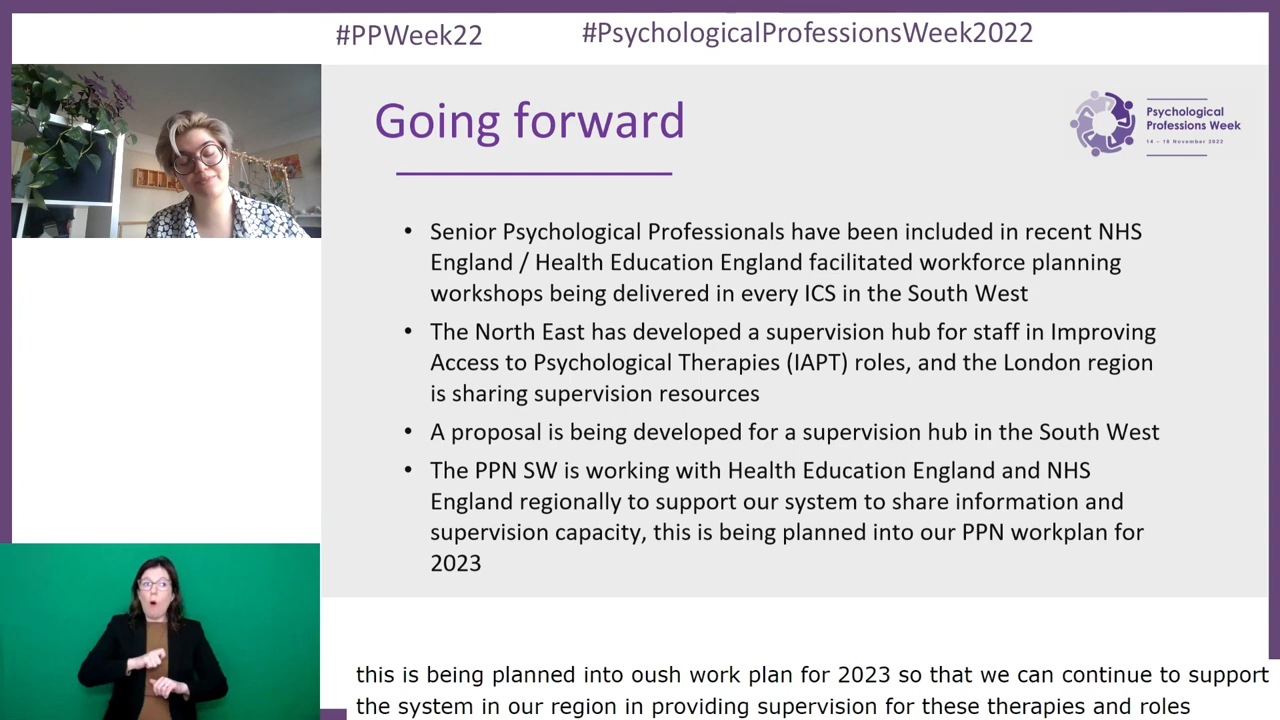 #PPWeek22 #PsychologicalProfessionsWeek2022
Going forward
Psychological
Professions Week
14 – 18 November 2022
• Senior Psychological Professionals have been included in recent NHS
England / Health Education England facilitated workforce planning
workshops being delivered in every ICS in the South West
• The North East has developed a supervision hub for staff in Improving
Access to Psychological Therapies (IAPT) roles, and the London region
is sharing supervision resources
• A proposal is being developed for a supervision hub in the South West
• The PPN SW is working with Health Education England and NHS
England regionally to support our system to share information and
supervision capacity, this is being planned into our PPN workplan for
2023
this is being planned into oush work plan for 2023 so that we can continue to support
the system in our region in providing supervision for these therapies and roles